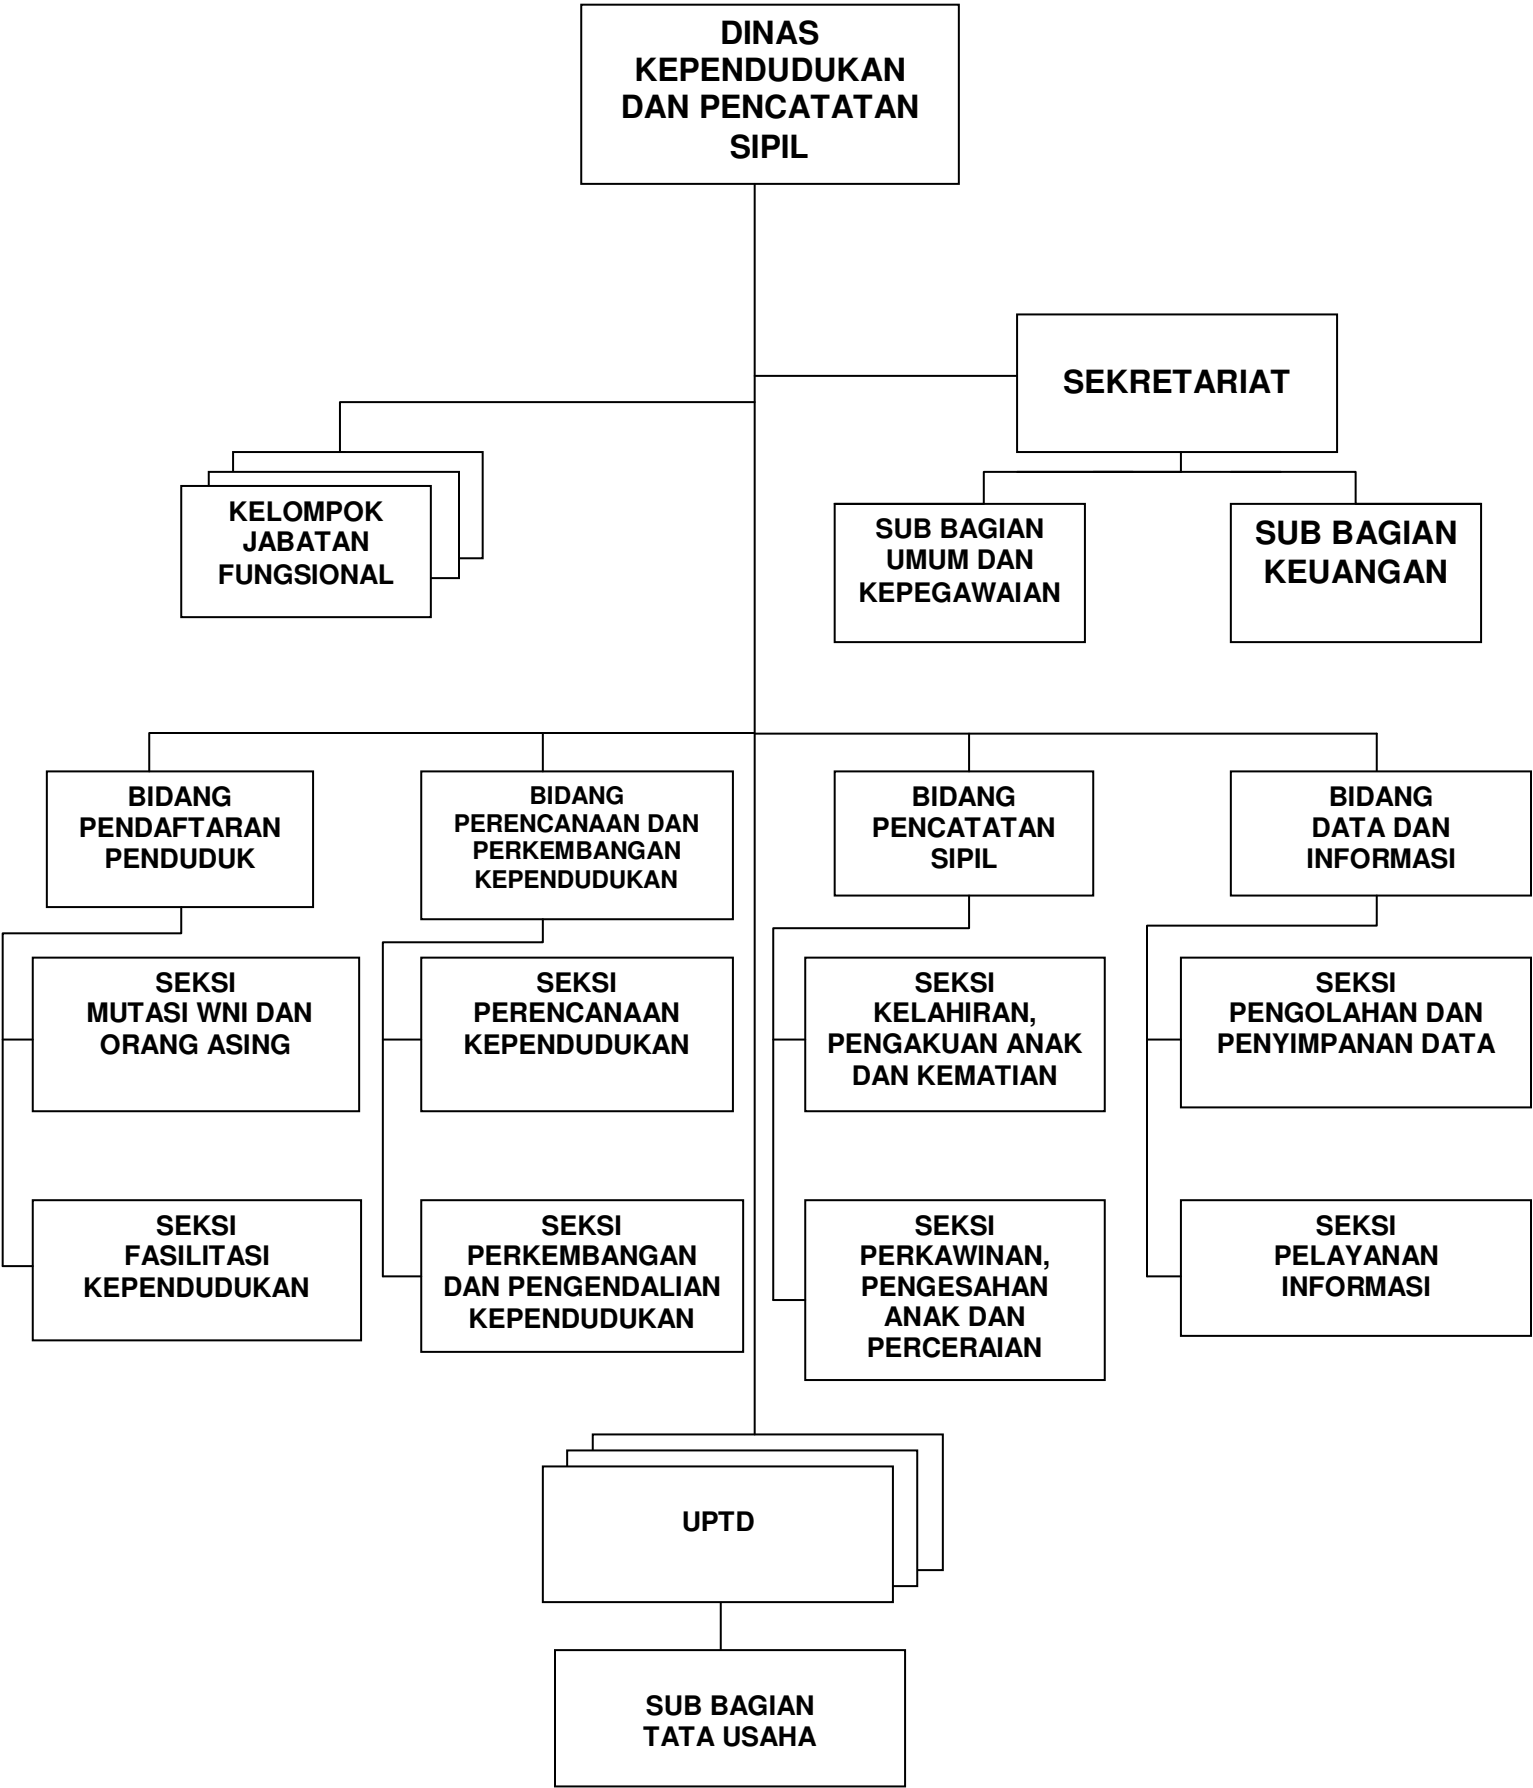 DINAS
KEPENDUDUKAN
DAN PENCATATAN
SIPIL
SEKRETARIAT
KELOMPOK
JABATAN
FUNGSIONAL
SUB BAGIAN
UMUM DAN
KEPEGAWAIAN
SUB BAGIAN
KEUANGAN
BIDANG
PENDAFTARAN
PENDUDUK
BIDANG
PERENCANAAN DAN
PERKEMBANGAN
KEPENDUDUKAN
BIDANG
PENCATATAN
SIPIL
BIDANG
DATA DAN
INFORMASI
SEKSI
MUTASI WNI DAN
ORANG ASING
SEKSI
PERENCANAAN
KEPENDUDUKAN
SEKSI
KELAHIRAN,
PENGAKUAN ANAK
DAN KEMATIAN
SEKSI
PENGOLAHAN DAN
PENYIMPANAN DATA
SEKSI
FASILITASI
KEPENDUDUKAN
SEKSI
PERKEMBANGAN
DAN PENGENDALIAN
KEPENDUDUKAN
SEKSI
PERKAWINAN,
PENGESAHAN
ANAK DAN
PERCERAIAN
SEKSI
PELAYANAN
INFORMASI
UPTD
SUB BAGIAN
TATA USAHA